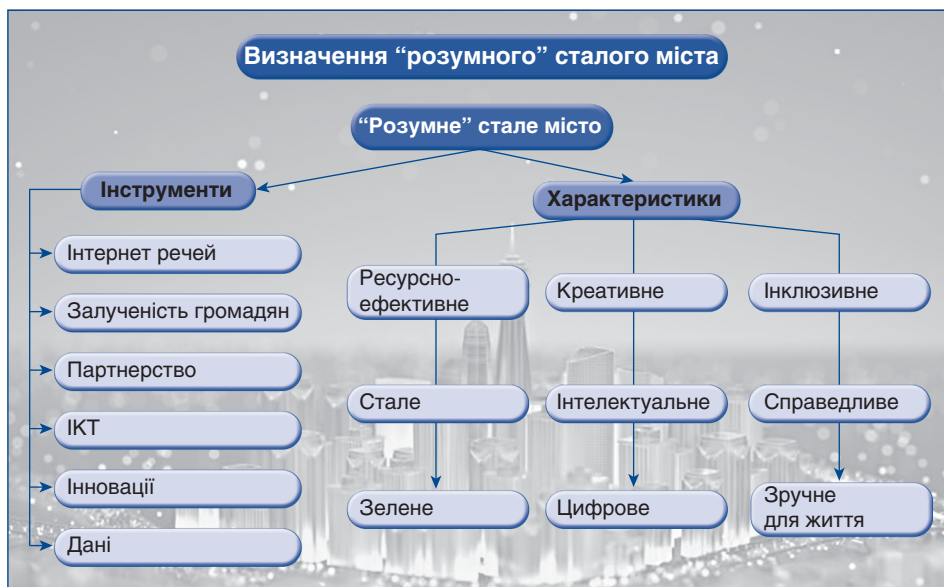 Визначення “розумного” сталого міста
“Розумне” стале місто
Інструменти
Інтернет речей
Залученість громадян
Партнерство
ІКТ
Інновації
Дані
Характеристики
Ресурсно-
ефективне
Стале
Зелене
Креативне
Інтелектуальне
Цифрове
Інклюзивне
Справедливе
Зручне
для життя